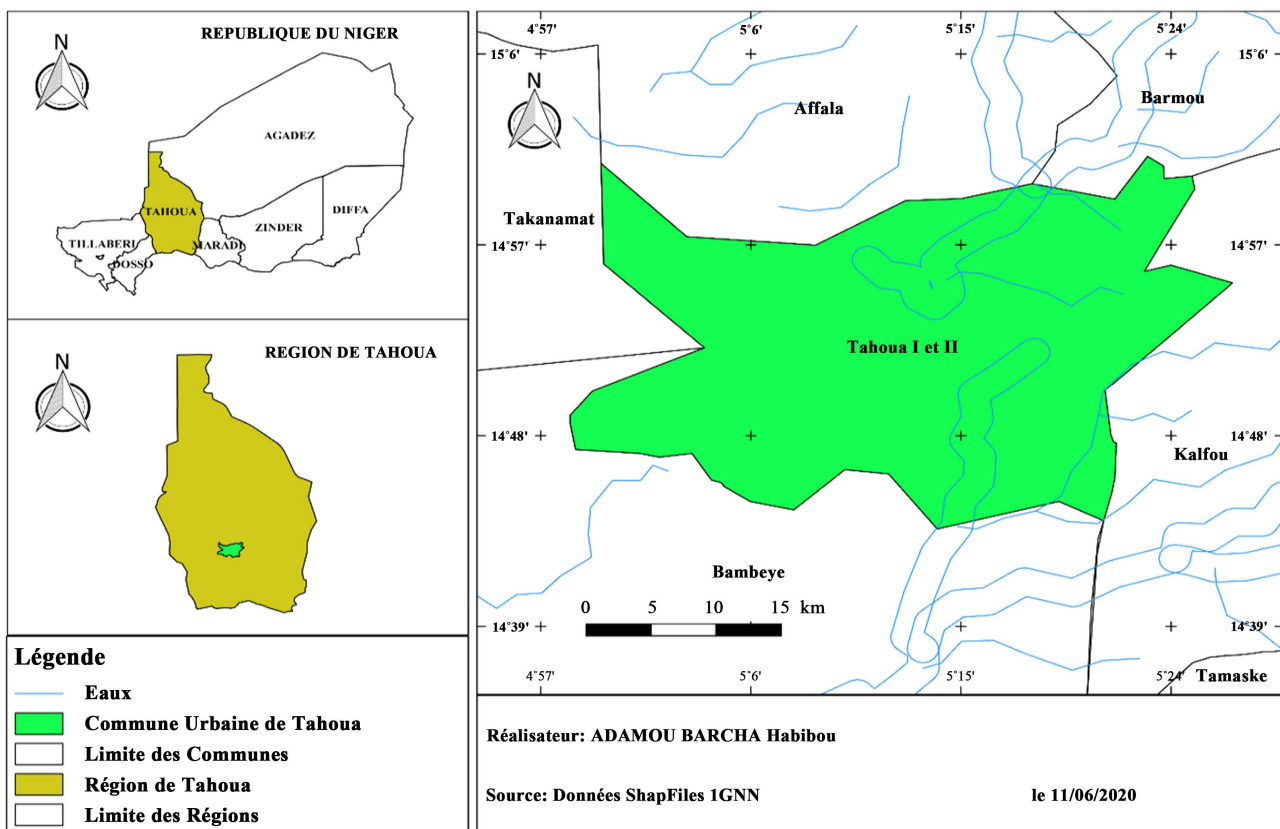 REPUBLIQUE DU NIGER
N
AGADEZ
TAHOUA
DIFFA
ZINDER
TILLABERI
MARADI
DOSSO
REGION DE TAHOUA
N
Légende
Eaux
Commune Urbaine de Tahoua
Limite des Communes
Région de Tahoua
Limite des Régions
4°57' 5°6' 5°15' 5°24'
15°6' 15°6'
N
Affala
Barmou
Takanamat
14°57' 14°57'
Tahoua I et II
14°48' 14°48'
Kalfou
Bambeye
0 5 10 15 km
14°39' 14°39'
Tamaske
4°57' 5°6' 5°15' 5°24'
Réalisateur: ADAMOU BARCHA Habibou
Source: Données ShapFiles 1GNN le 11/06/2020